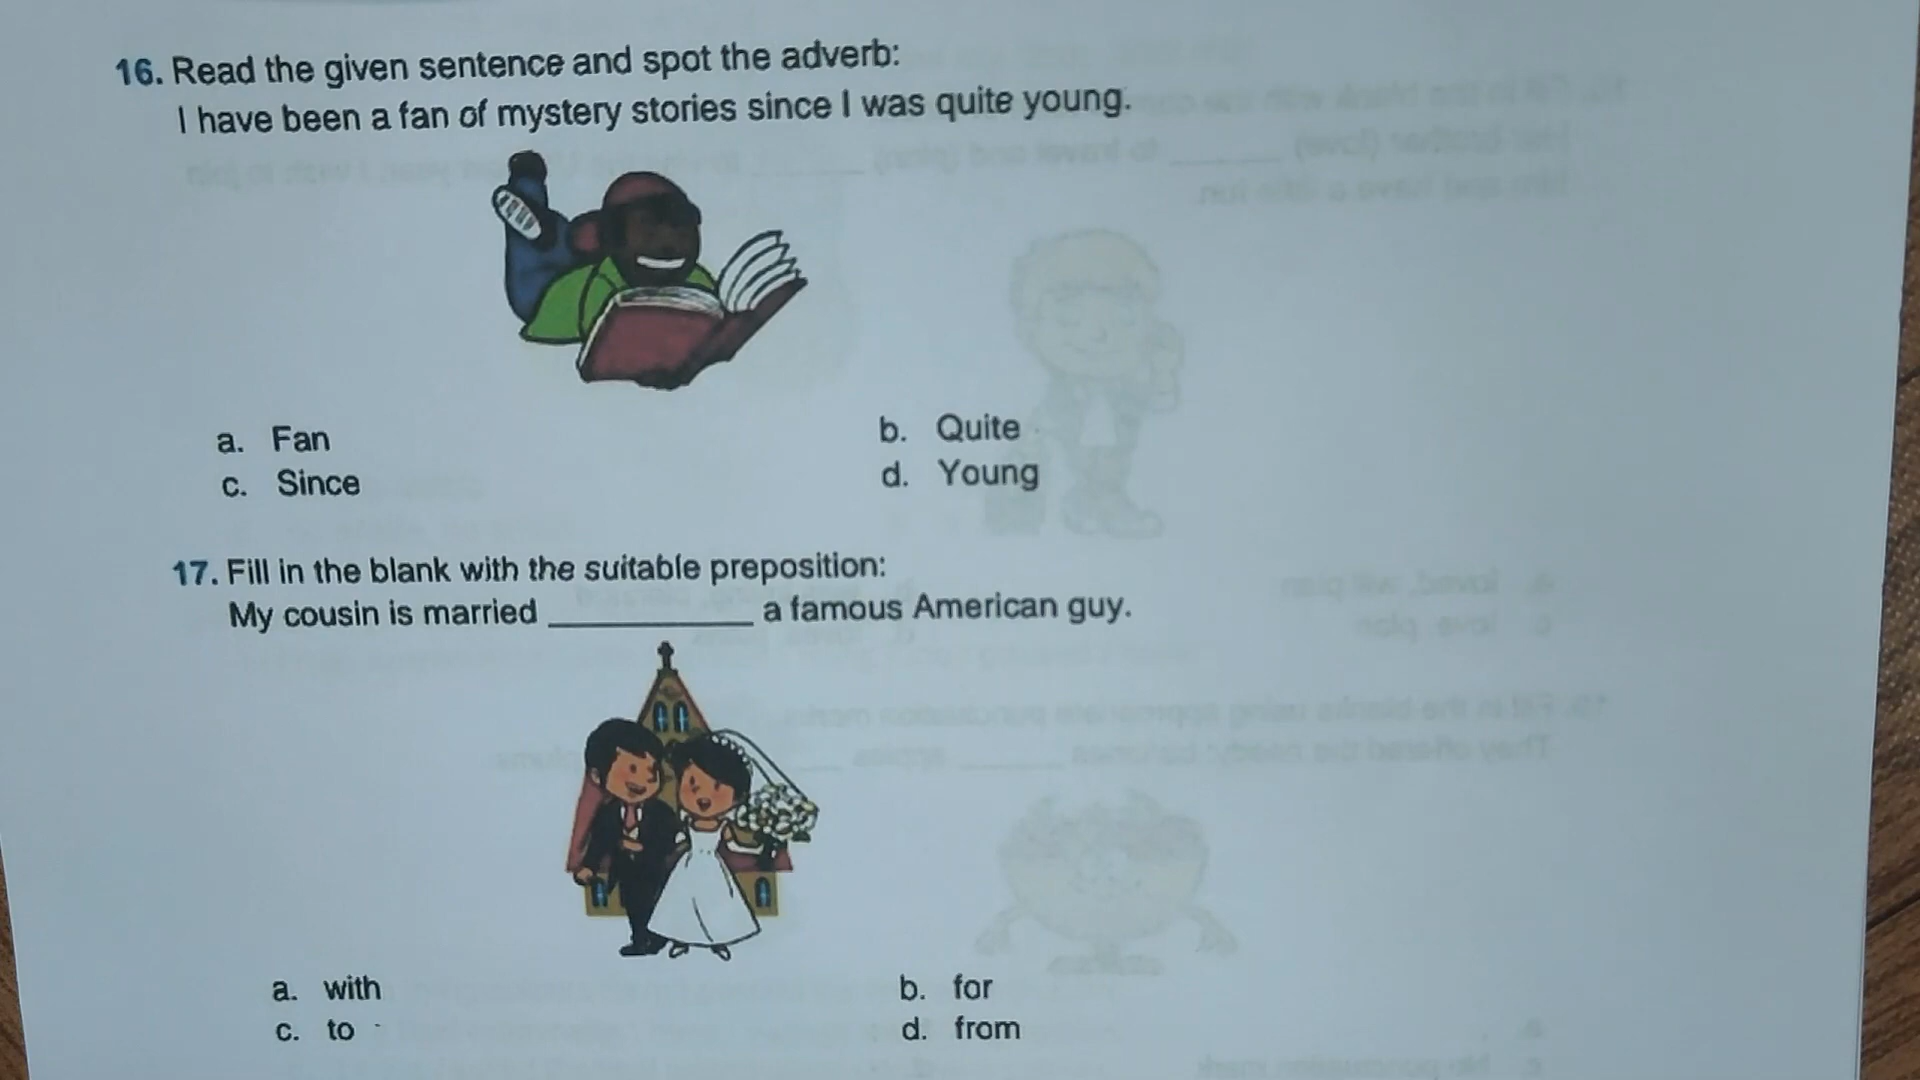 16. Read the given sentence and spot the adverb:
I have been a fan of mystery stories since I was quite young.
a. Fan
b. Quite
c. Since
d. Young
17. Fill in the blank with the suitable preposition:
My cousin is married ____________ a famous American guy.
a. with
b. for
c. to
d. from